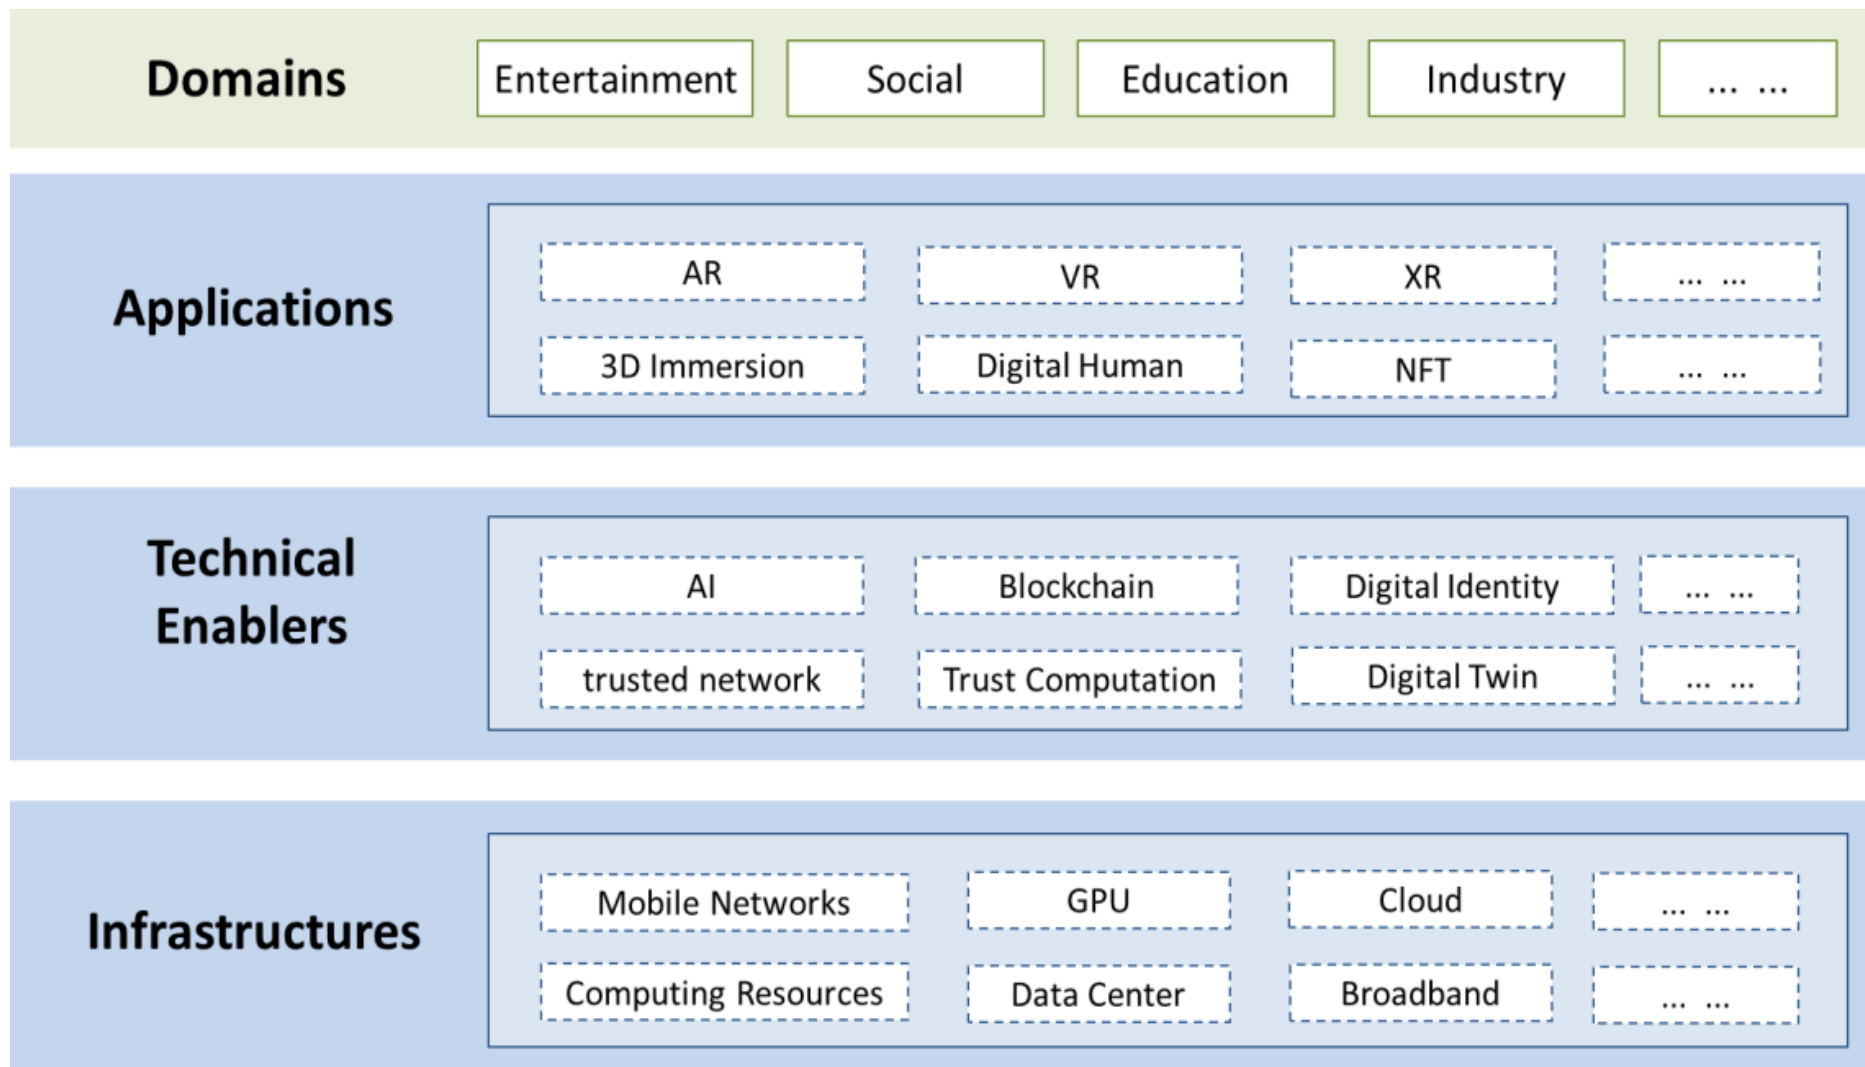 Domains
Entertainment
Social
Education
Industry
... ...
Applications
AR
VR
XR
... ...
3D Immersion
Digital Human
NFT
... ...
Technical
Enablers
AI
Blockchain
Digital Identity
... ...
trusted network
Trust Computation
Digital Twin
... ...
Infrastructures
Mobile Networks
GPU
Cloud
... ...
Computing Resources
Data Center
Broadband
... ...